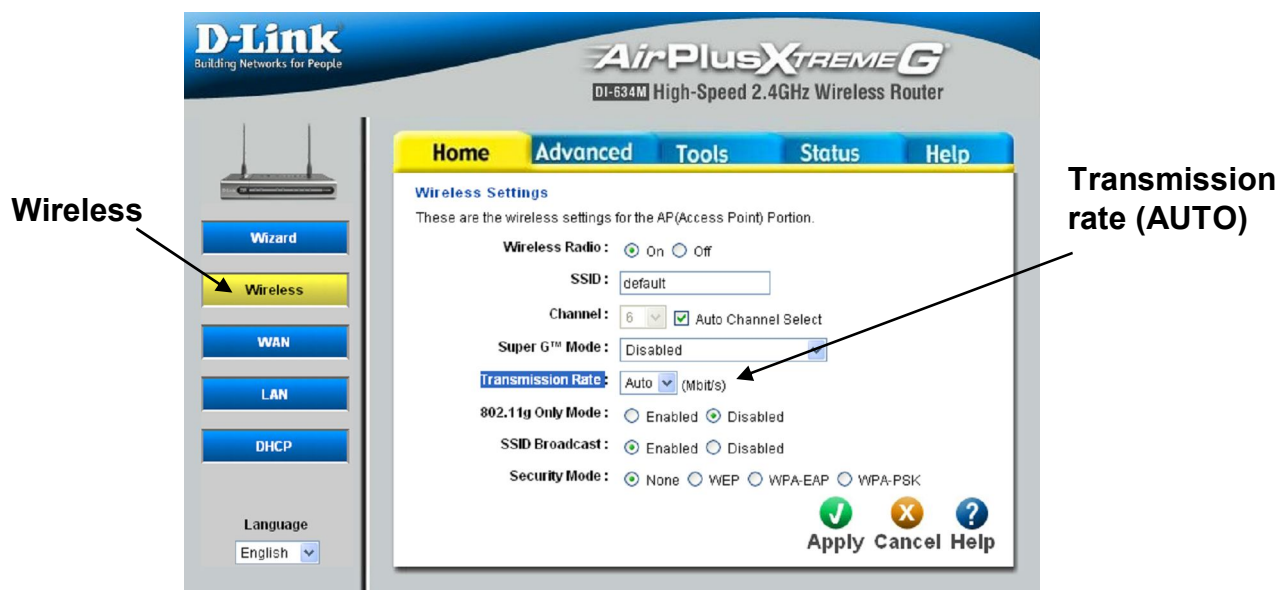 D-Link
Building Networks for People
AirPlus XTREME G
DI-634M High-Speed 2.4GHz Wireless Router
Home Advanced Tools Status Help
Wireless
Wizard
Wireless
WAN
LAN
DHCP
Language
English
Wireless Settings
These are the wireless settings for the AP(Access Point) Portion.
Wireless Radio : On Off
SSID : default
Channel : 6 Auto Channel Select
Super G™ Mode : Disabled
Transmission Rate : Auto (Mbit/s)
802.11g Only Mode : Enabled Disabled
SSID Broadcast : Enabled Disabled
Security Mode : None WEP WPA-EAP WPA-PSK
Apply Cancel Help
Transmission
rate (AUTO)